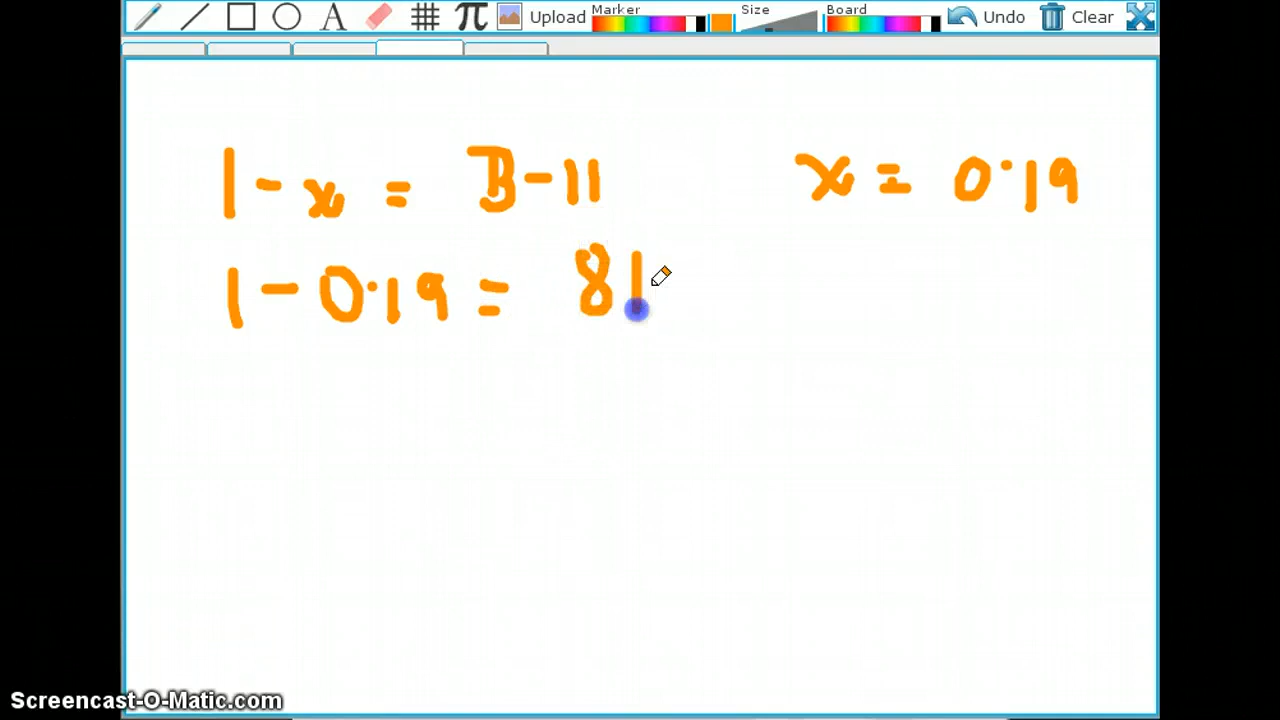 Upload Marker Size Board Undo Clear
1 - x = B - 11 x = 0.19
1 - 0.19 = 81
Screencast-O-Matic.com